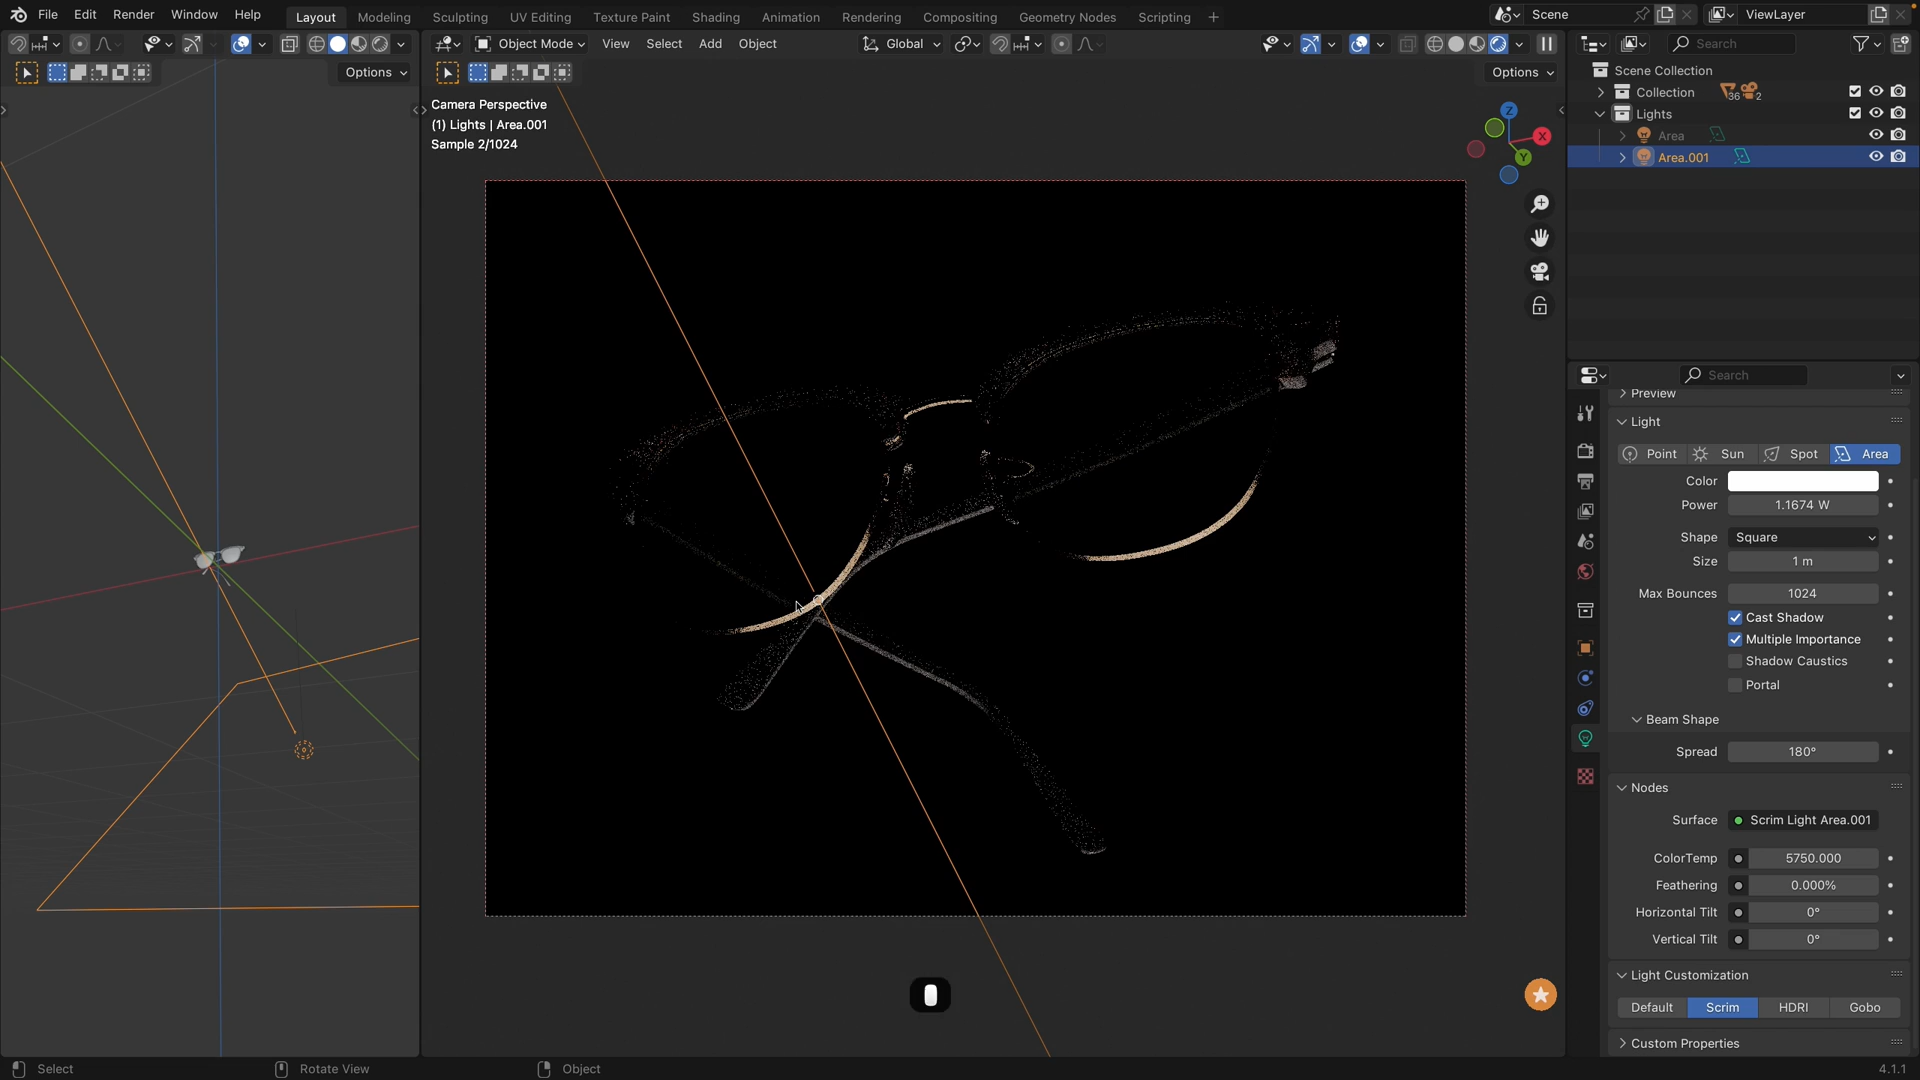 File Edit Render Window Help
Layout Modeling Sculpting UV Editing Texture Paint Shading Animation Rendering Compositing Geometry Nodes Scripting +
Scene ViewLayer
Object Mode View Select Add Object Global
Search
Options
Options
Camera Perspective
(1) Lights | Area.001
Sample 2/1024
Z
X
Y
Scene Collection
Collection 36 2
Lights
Area
Area.001
Search
Preview
Light
Point Sun Spot Area
Color
Power 1.1674 W
Shape Square
Size 1 m
Max Bounces 1024
Cast Shadow
Multiple Importance
Shadow Caustics
Portal
Beam Shape
Spread 180°
Nodes
Surface Scrim Light Area.001
ColorTemp 5750.000
Feathering 0.000%
Horizontal Tilt 0°
Vertical Tilt 0°
Light Customization
Default Scrim HDRI Gobo
Custom Properties
Select Rotate View Object 4.1.1